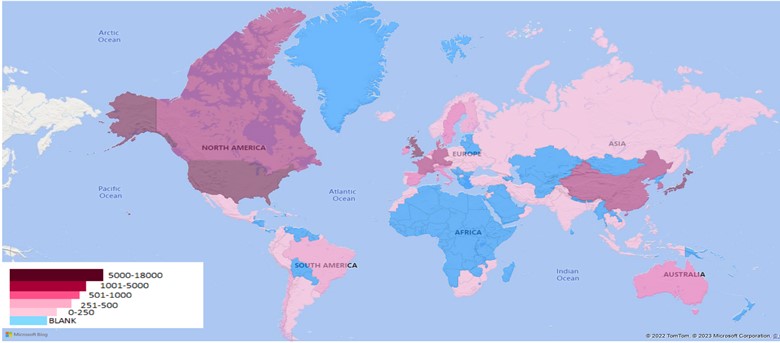 Arctic
Ocean
NORTH AMERICA
EUROPE
ASIA
Pacific
Ocean
Atlantic
Ocean
AFRICA
SOUTH AMERICA
Indian
Ocean
AUSTRALIA
5000-18000
1001-5000
501-1000
251-500
0-250
BLANK
Microsoft Bing
© 2022 TomTom, © 2023 Microsoft Corporation,